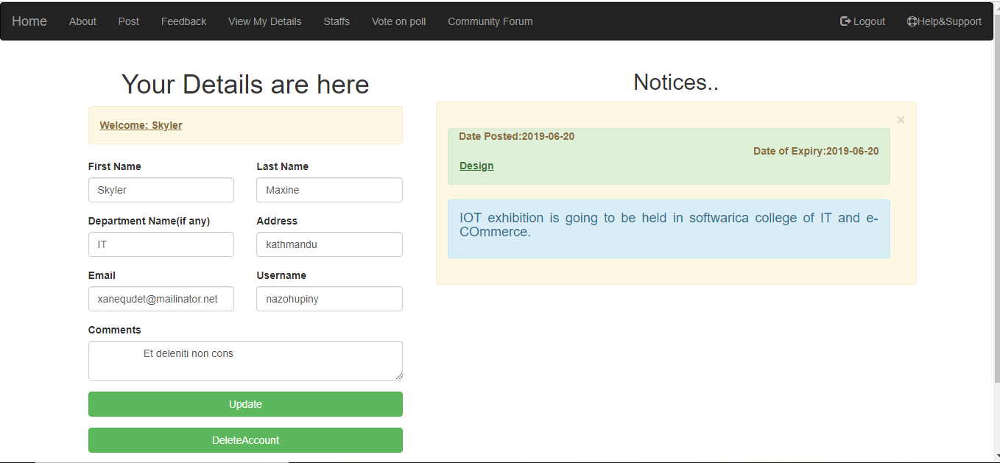 Home About Post Feedback View My Details Staffs Vote on poll Community Forum Logout Help&Support
Your Details are here
Welcome: Skyler
First Name Last Name
Skyler Maxine
Department Name(if any) Address
IT kathmandu
Email Username
xanequdet@mailinator.net nazohupiny
Comments
Et deleniti non cons
Update
DeleteAccount
Notices..
×
Date Posted:2019-06-20
Date of Expiry:2019-06-20
Design
IOT exhibition is going to be held in softwarica college of IT and e-
COmmerce.